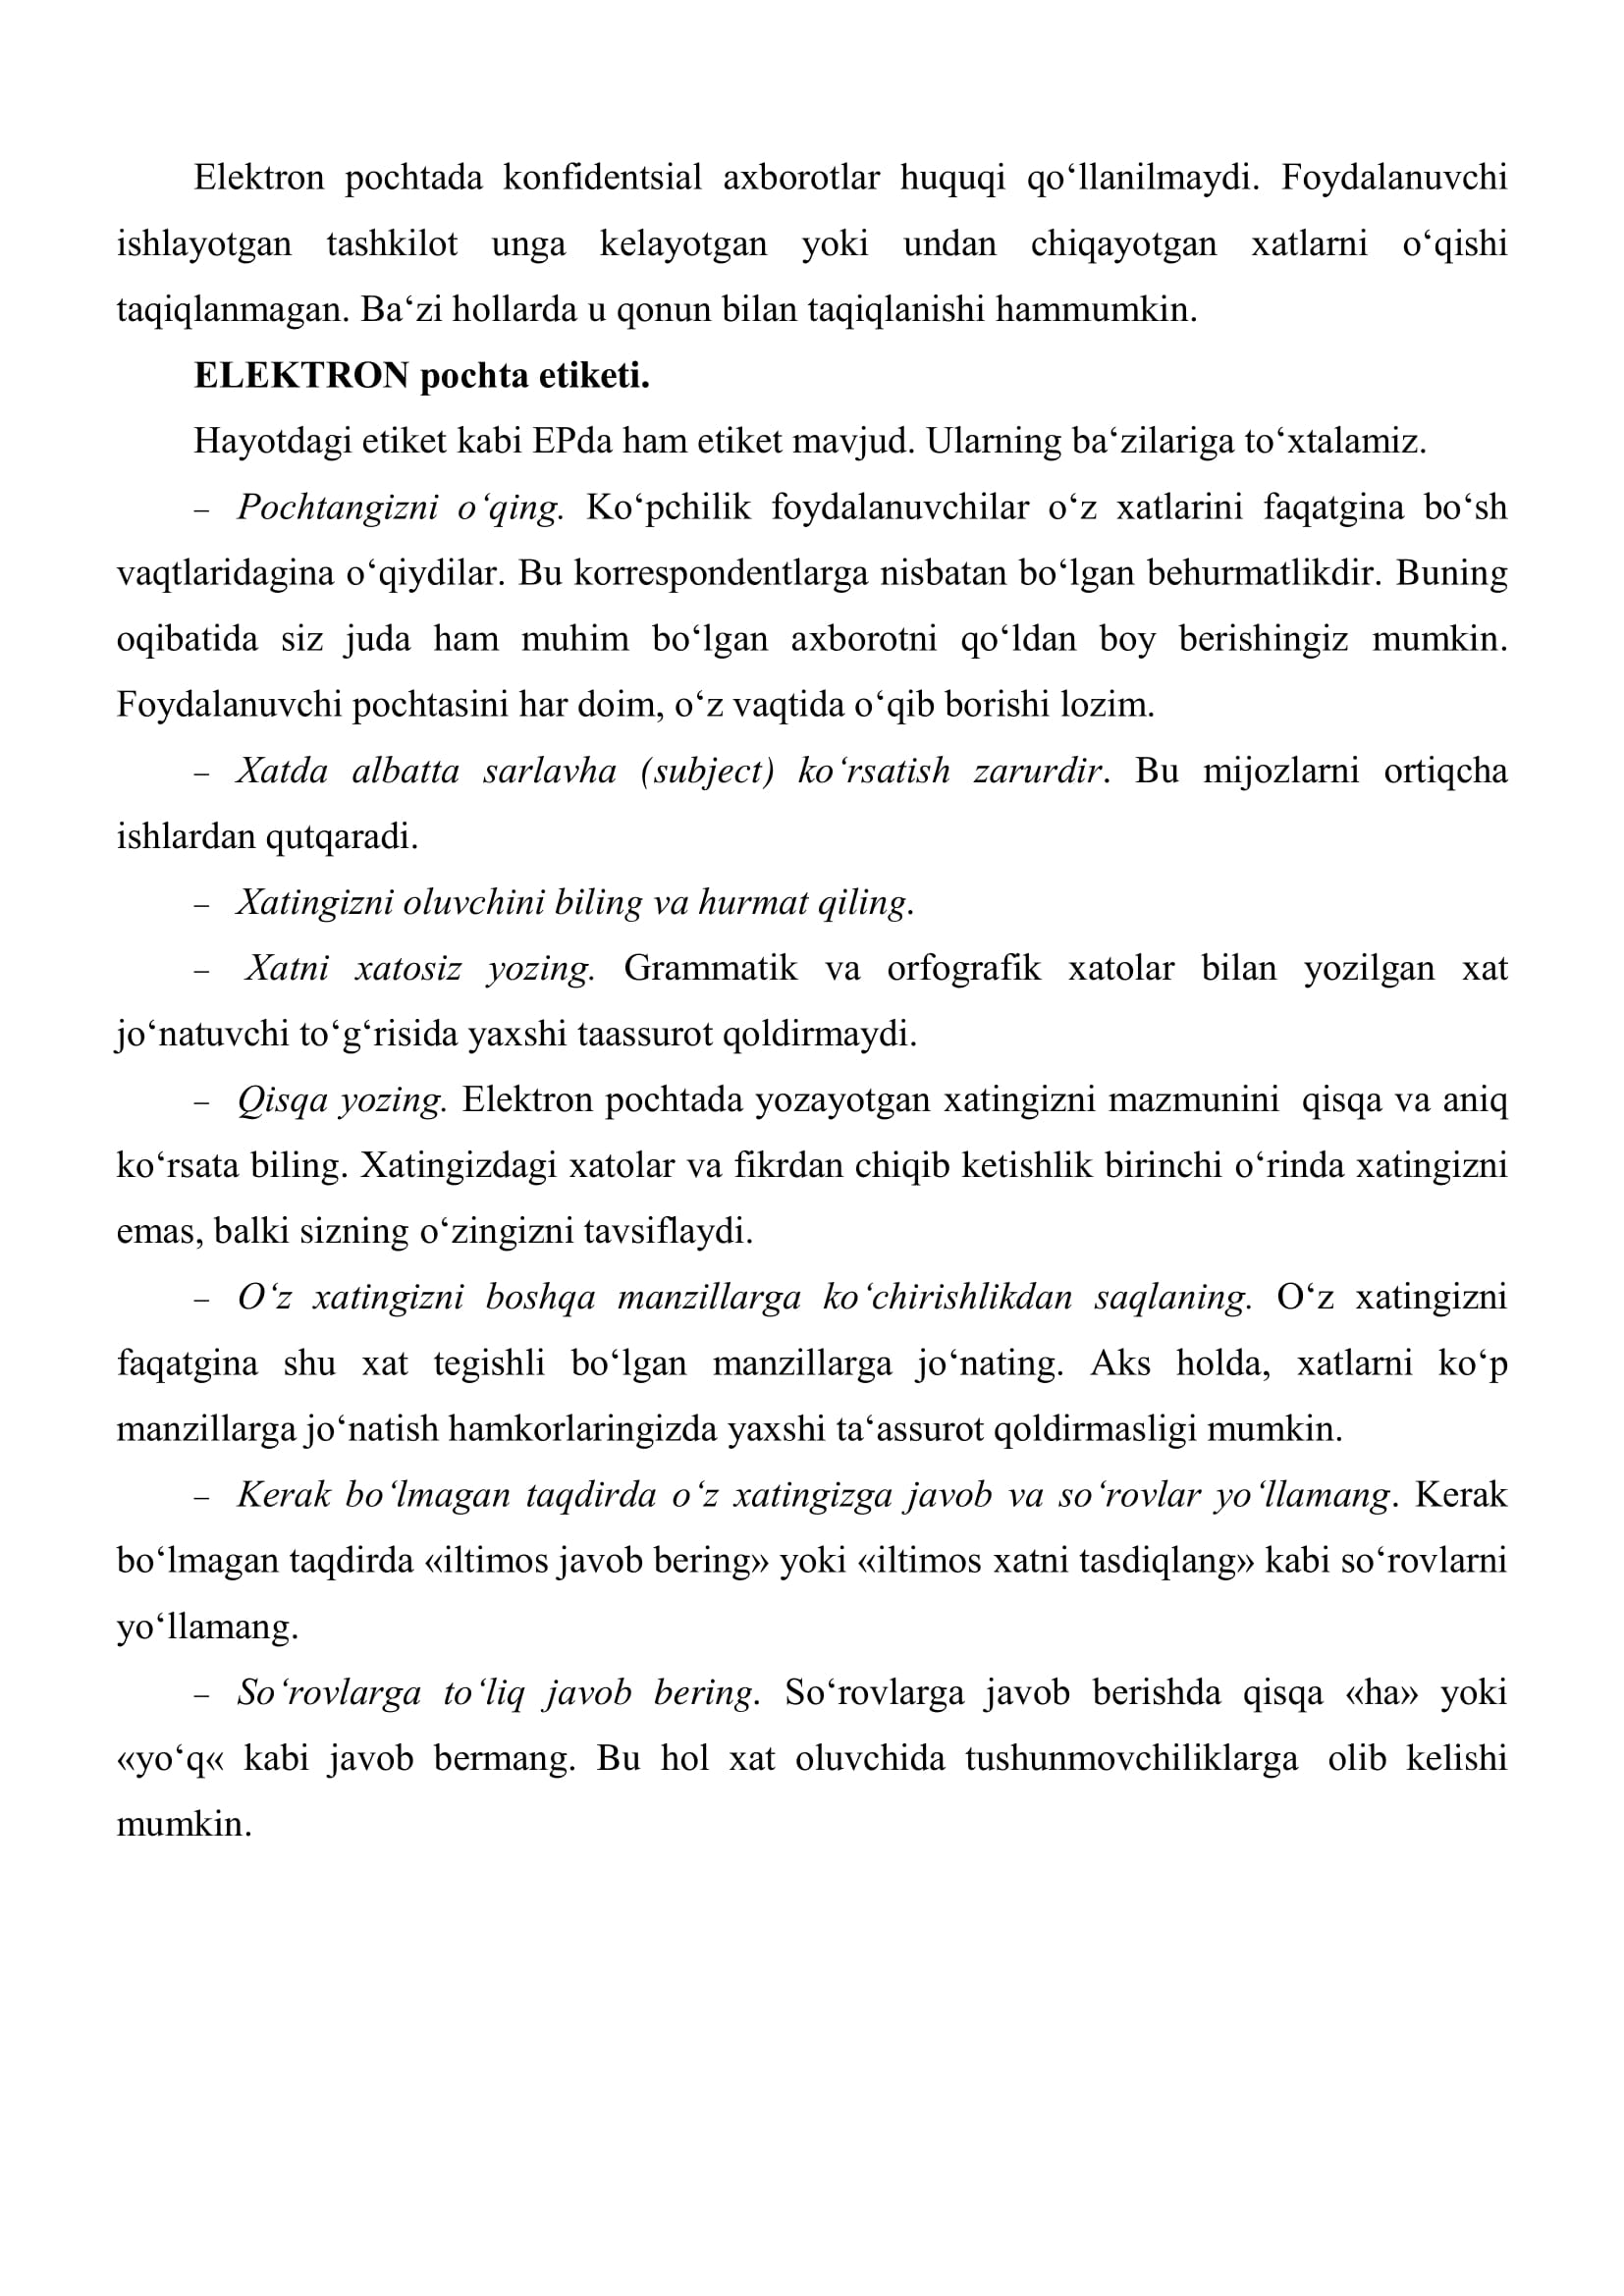 Elektron pochtada konfidentsial axborotlar huquqi qo‘llanilmaydi. Foydalanuvchi
ishlayotgan tashkilot unga kelayotgan yoki undan chiqayotgan xatlarni o‘qishi
taqiqlanmagan. Ba‘zi hollarda u qonun bilan taqiqlanishi hammumkin.
ELEKTRON pochta etiketi.
Hayotdagi etiket kabi EPda ham etiket mavjud. Ularning ba‘zilariga to‘xtalamiz.
– Pochtangizni o‘qing. Ko‘pchilik foydalanuvchilar o‘z xatlarini faqatgina bo‘sh
vaqtlaridagina o‘qiydilar. Bu korrespondentlarga nisbatan bo‘lgan behurmatlikdir. Buning
oqibatida siz juda ham muhim bo‘lgan axborotni qo‘ldan boy berishingiz mumkin.
Foydalanuvchi pochtasini har doim, o‘z vaqtida o‘qib borishi lozim.
– Xatda albatta sarlavha (subject) ko‘rsatish zarurdir. Bu mijozlarni ortiqcha
ishlardan qutqaradi.
– Xatingizni oluvchini biling va hurmat qiling.
– Xatni xatosiz yozing. Grammatik va orfografik xatolar bilan yozilgan xat
jo‘natuvchi to‘g‘risida yaxshi taassurot qoldirmaydi.
– Qisqa yozing. Elektron pochtada yozayotgan xatingizni mazmunini qisqa va aniq
ko‘rsata biling. Xatingizdagi xatolar va fikrdan chiqib ketishlik birinchi o‘rinda xatingizni
emas, balki sizning o‘zingizni tavsiflaydi.
– O‘z xatingizni boshqa manzillarga ko‘chirishlikdan saqlaning. O‘z xatingizni
faqatgina shu xat tegishli bo‘lgan manzillarga jo‘nating. Aks holda, xatlarni ko‘p
manzillarga jo‘natish hamkorlaringizda yaxshi ta‘assurot qoldirmasligi mumkin.
– Kerak bo‘lmagan taqdirda o‘z xatingizga javob va so‘rovlar yo‘llamang. Kerak
bo‘lmagan taqdirda «iltimos javob bering» yoki «iltimos xatni tasdiqlang» kabi so‘rovlarni
yo‘llamang.
– So‘rovlarga to‘liq javob bering. So‘rovlarga javob berishda qisqa «ha» yoki
«yo‘q« kabi javob bermang. Bu hol xat oluvchida tushunmovchiliklarga olib kelishi
mumkin.